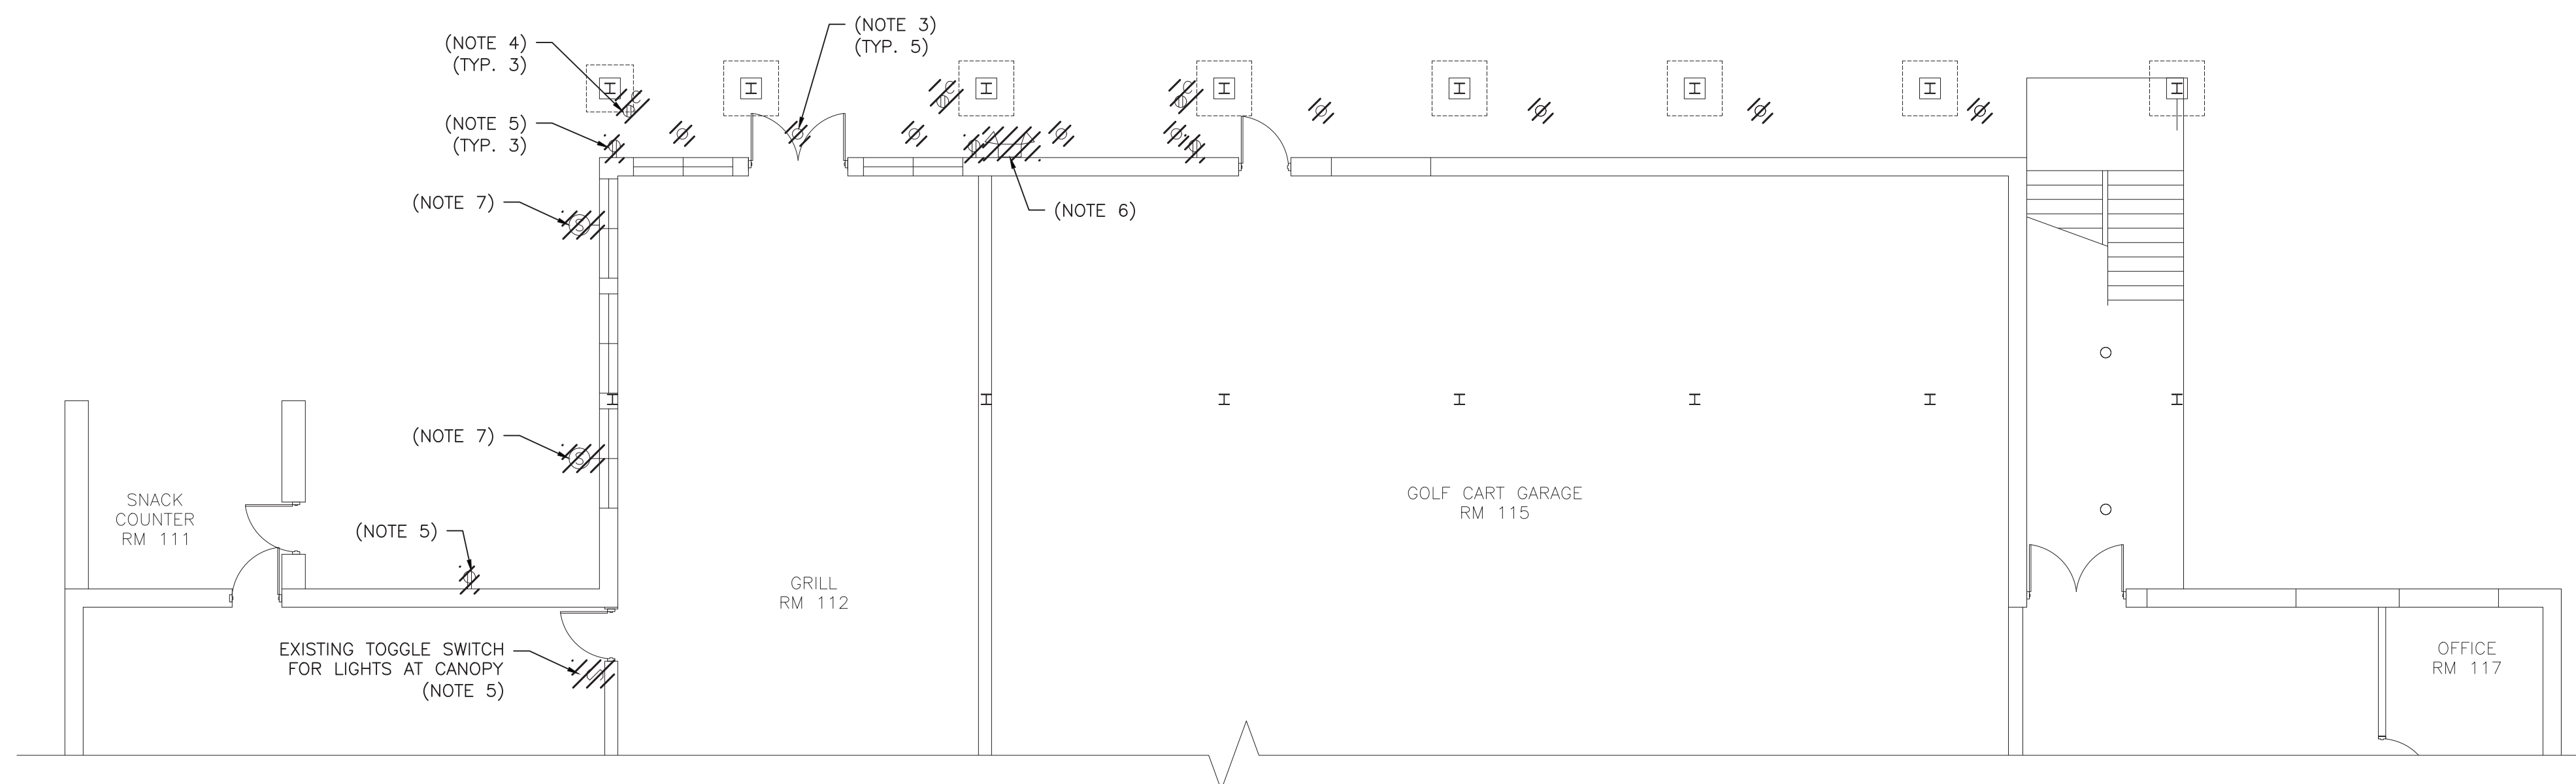 (NOTE 3)
(TYP. 5)
(NOTE 4)
(TYP. 3)
(NOTE 5)
(TYP. 3)
(NOTE 7)
(NOTE 6)
(NOTE 7)
SNACK
COUNTER
RM 111
GOLF CART GARAGE
RM 115
(NOTE 5)
GRILL
RM 112
EXISTING TOGGLE SWITCH
FOR LIGHTS AT CANOPY
(NOTE 5)
OFFICE
RM 117
C
C
C
S
S